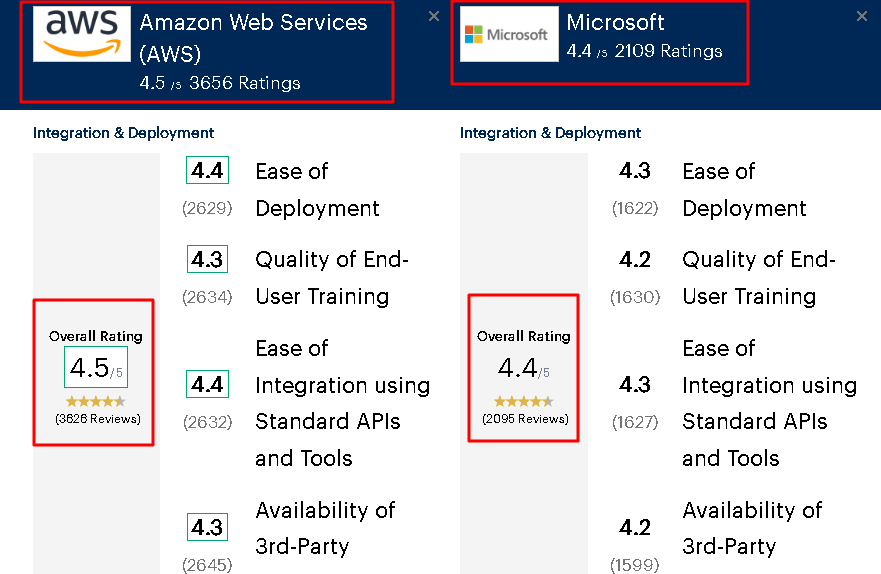 aws
Amazon Web Services
(AWS)
4.5 /5 3656 Ratings
×
Microsoft
Microsoft
4.4 /5 2109 Ratings
×
Integration & Deployment
4.4
(2629)
Ease of
Deployment
4.3
(2634)
Quality of End-
User Training
Overall Rating
4.5/5
(3626 Reviews)
4.4
(2632)
Ease of
Integration using
Standard APIs
and Tools
4.3
(2645)
Availability of
3rd-Party
Integration & Deployment
4.3
(1622)
Ease of
Deployment
4.2
(1630)
Quality of End-
User Training
Overall Rating
4.4/5
(2095 Reviews)
4.3
(1627)
Ease of
Integration using
Standard APIs
and Tools
4.2
(1599)
Availability of
3rd-Party